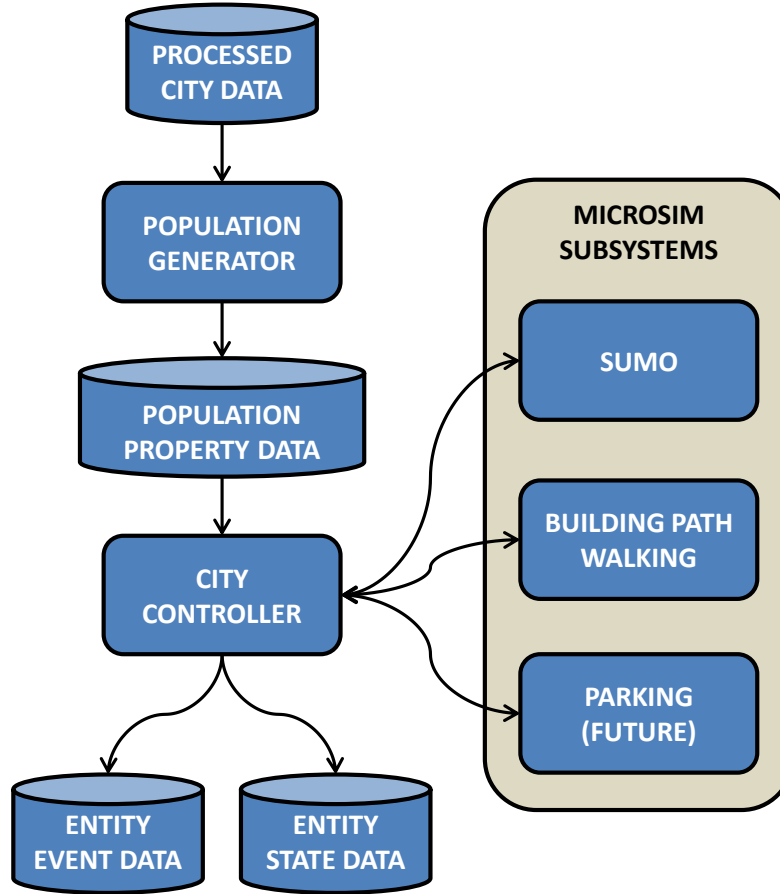 PROCESSED
CITY DATA
POPULATION
GENERATOR
POPULATION
PROPERTY DATA
CITY
CONTROLLER
ENTITY
EVENT DATA
ENTITY
STATE DATA
MICROSIM
SUBSYSTEMS
SUMO
BUILDING PATH
WALKING
PARKING
(FUTURE)